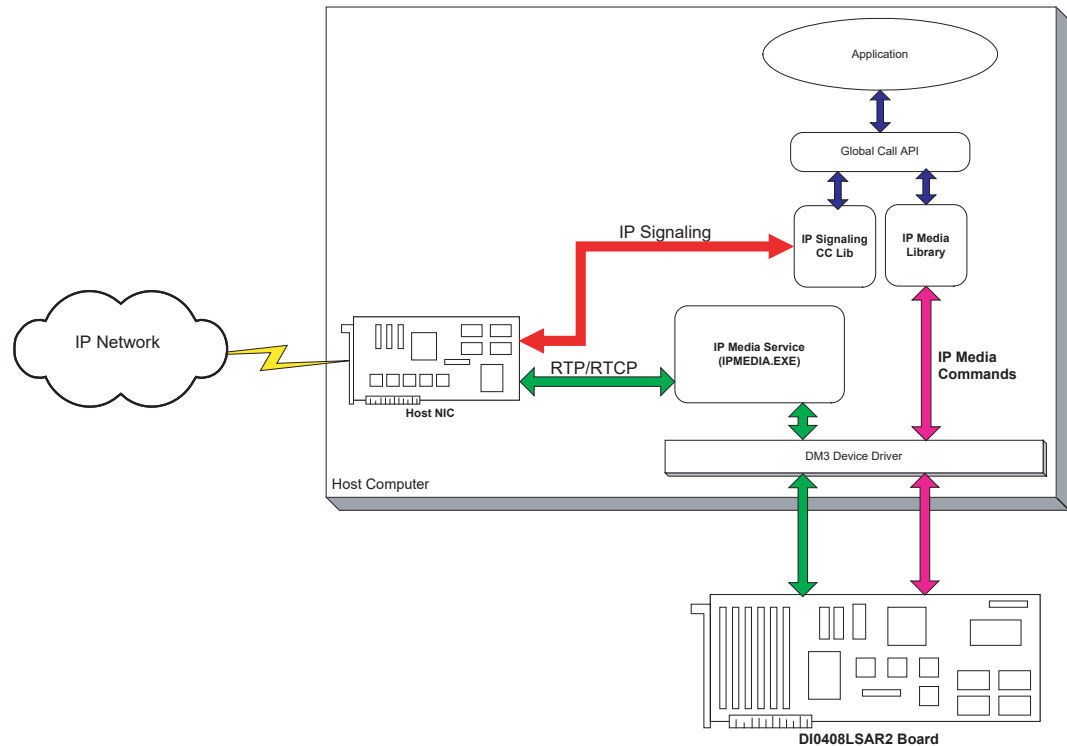 Application
Global Call API
IP Signaling
IP Signaling
CC Lib
IP Media
Library
IP Network
IP Media Service
(IPMEDIA.EXE)
RTP/RTCP
IP Media
Commands
Host NIC
DM3 Device Driver
Host Computer
DI0408LSAR2 Board